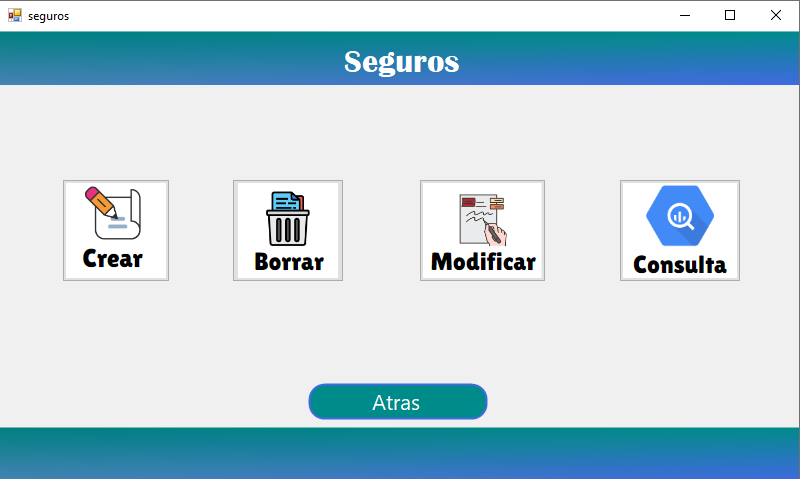 seguros
Seguros
Crear
Borrar
Modificar
Consulta
Atras